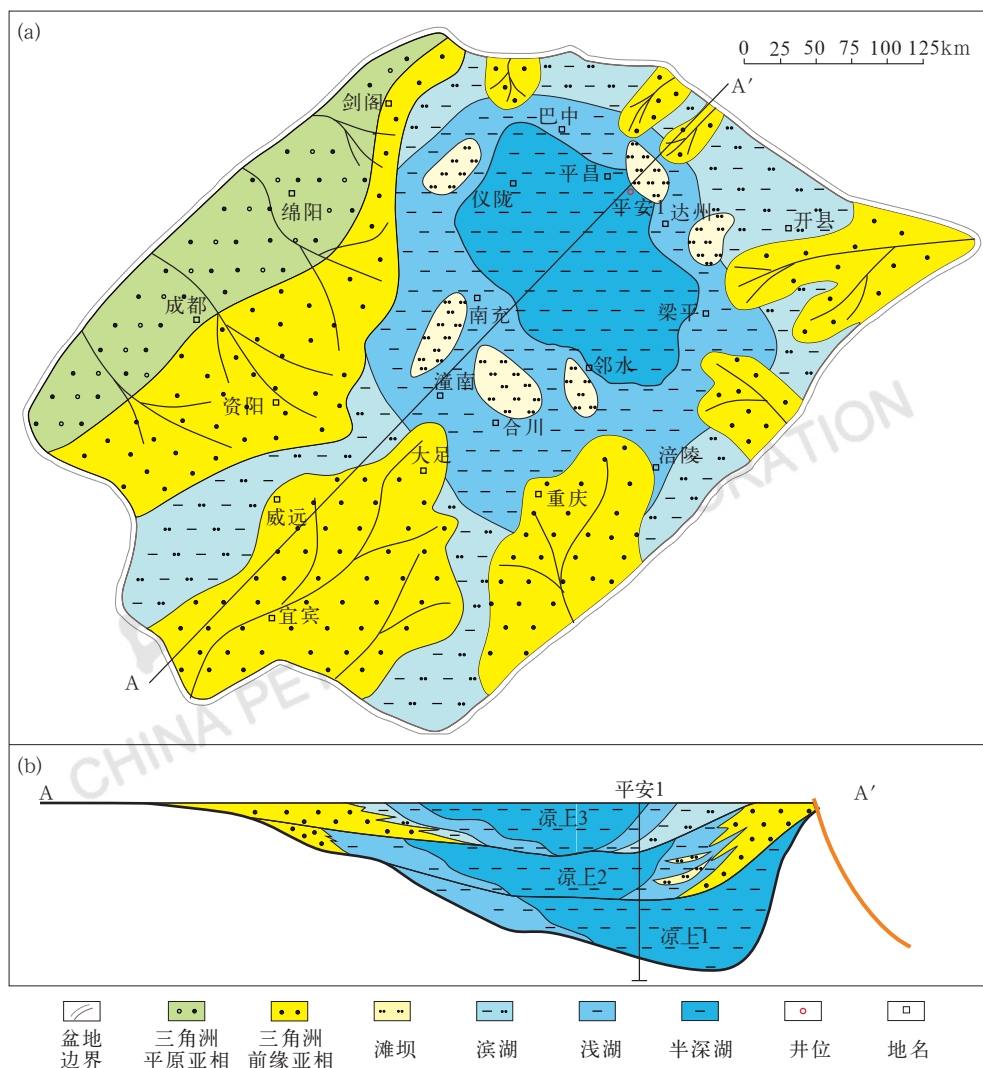 (a)
0 25 50 75 100 125km
A′
剑阁
巴中
平昌
仪陇
绵阳
平安1
达州
开县
成都
南充
梁平
潼南
邻水
资阳
合川
大足
涪陵
威远
重庆
宜宾
A
CHINA PET
ORATION
(b)
A
平安1
A′
凉上3
凉上2
凉上1
盆地
边界
三角洲
平原亚相
三角洲
前缘亚相
滩坝
滨湖
浅湖
半深湖
井位
地名